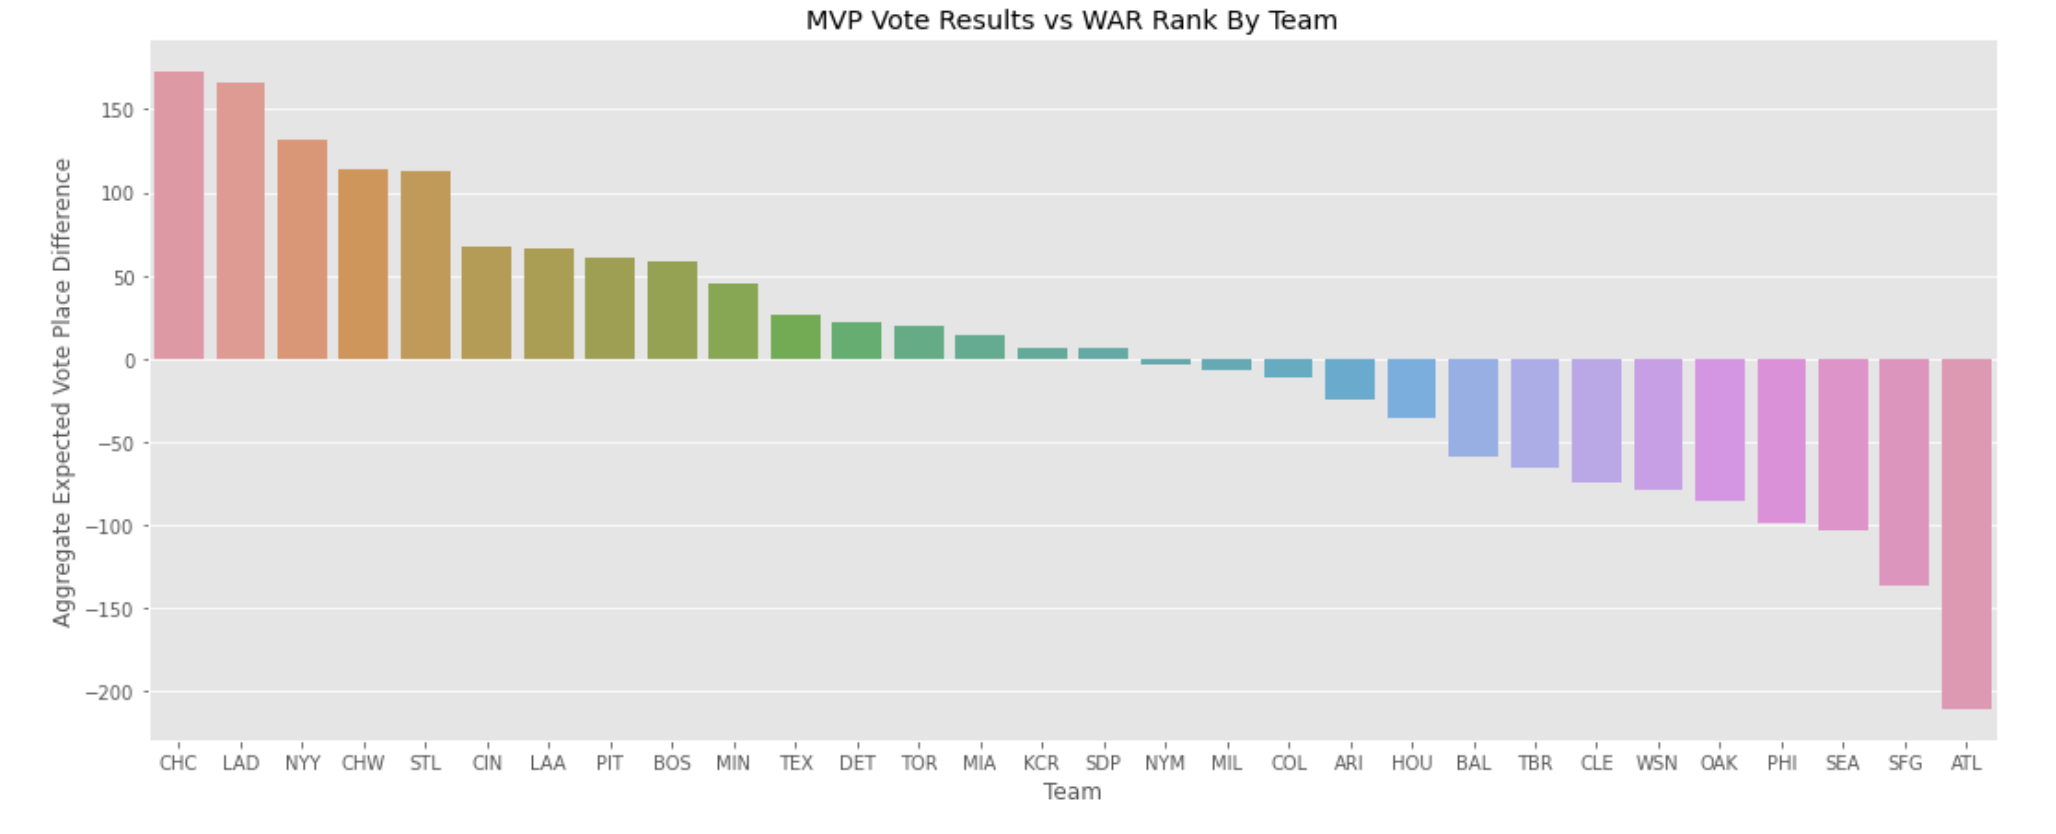 MVP Vote Results vs WAR Rank By Team
Aggregate Expected Vote Place Difference
150
100
50
0
−50
−100
−150
−200
CHC LAD NYY CHW STL CIN LAA PIT BOS MIN TEX DET TOR MIA KCR SDP NYM MIL COL ARI HOU BAL TBR CLE WSN OAK PHI SEA SFG ATL
Team